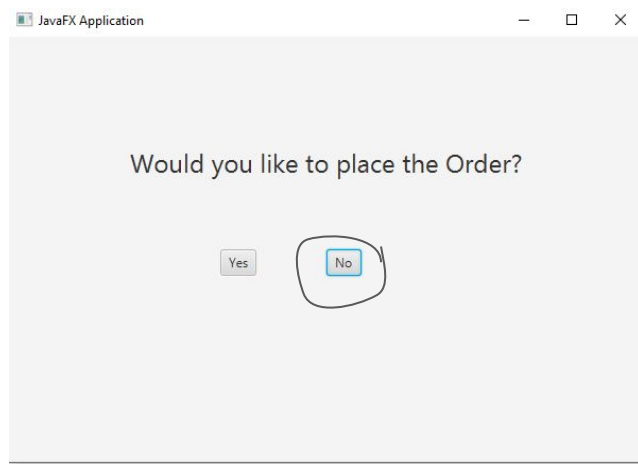 JavaFX Application
Would you like to place the Order?
Yes No